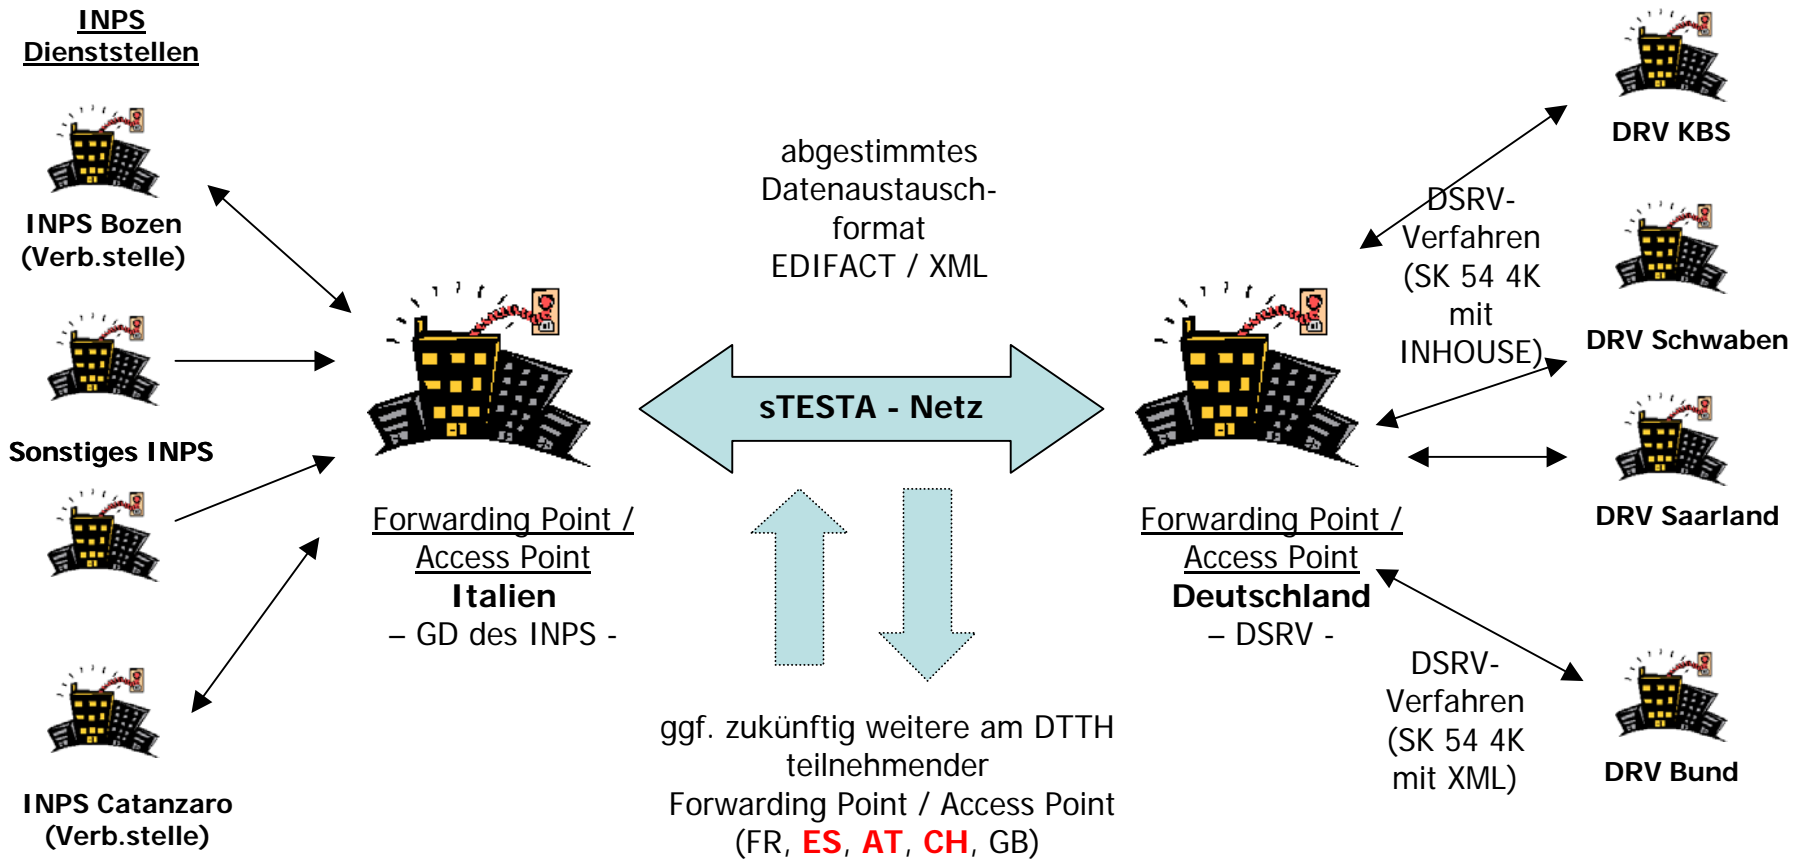 INPS
Dienststellen
INPS Bozen
(Verb.stelle)
Sonstiges INPS
INPS Catanzaro
(Verb.stelle)
Forwarding Point /
Access Point
Italien
– GD des INPS -
abgestimmtes
Datenaustausch-
format
EDIFACT / XML
sTESTA - Netz
ggf. zukünftig weitere am DTTH
teilnehmender
Forwarding Point / Access Point
(FR, ES, AT, CH, GB)
Forwarding Point /
Access Point
Deutschland
– DSRV -
DSRV-
Verfahren
(SK 54 4K
mit
INHOUSE)
DSRV-
Verfahren
(SK 54 4K
mit XML)
DRV KBS
DRV Schwaben
DRV Saarland
DRV Bund